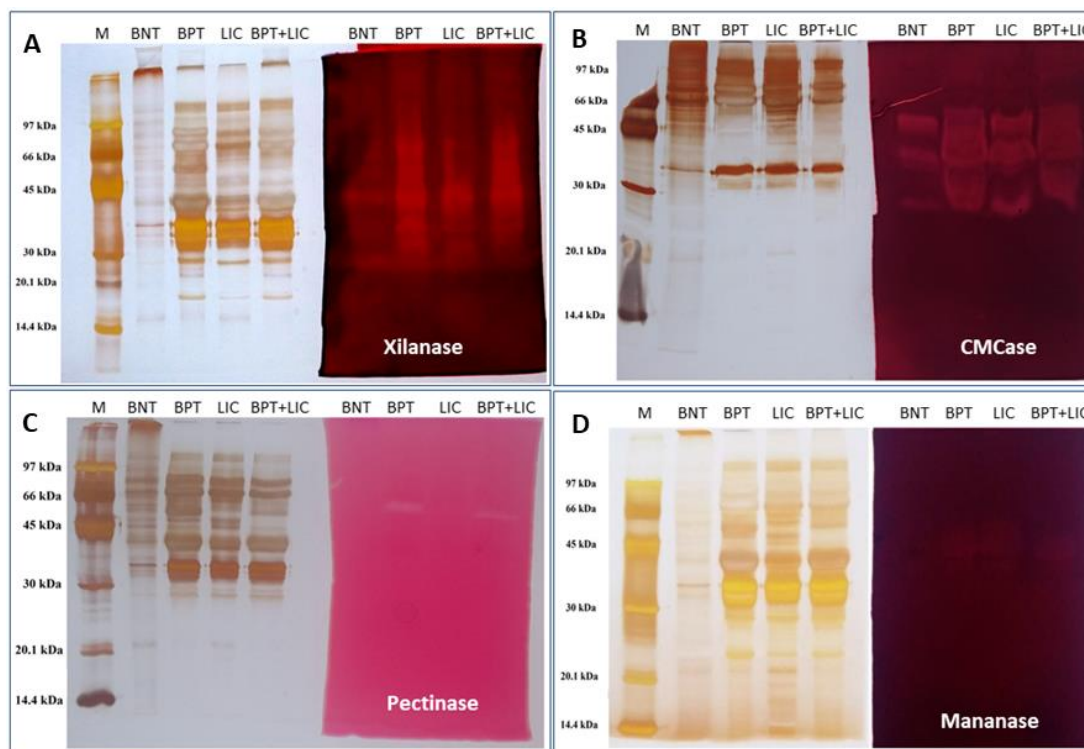 A
M BNT BPT LIC BPT+LIC BNT BPT LIC BPT+LIC
97 kDa
66 kDa
45 kDa
30 kDa
20.1 kDa
14.4 kDa
Xilanase
B
M BNT BPT LIC BPT+LIC BNT BPT LIC BPT+LIC
97 kDa
66 kDa
45 kDa
30 kDa
20.1 kDa
14.4 kDa
CMCase
C
M BNT BPT LIC BPT+LIC BNT BPT LIC BPT+LIC
97 kDa
66 kDa
45 kDa
30 kDa
20.1 kDa
14.4 kDa
Pectinase
D
M BNT BPT LIC BPT+LIC BNT BPT LIC BPT+LIC
97 kDa
66 kDa
45 kDa
30 kDa
20.1 kDa
14.4 kDa
Mananase